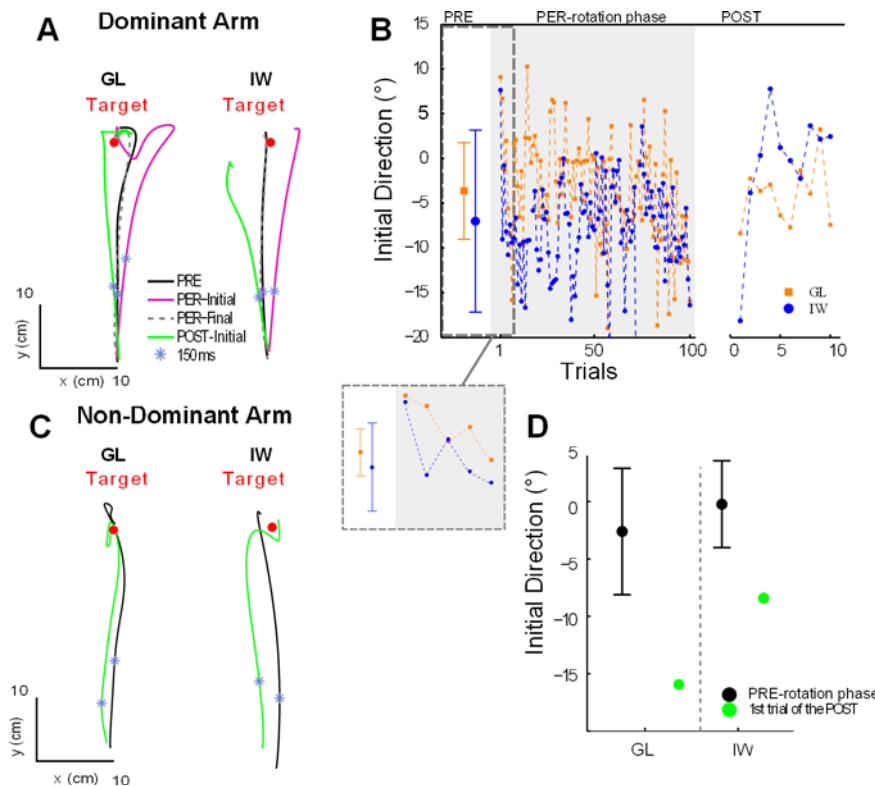 A Dominant Arm
GL IW
Target Target
PRE
PER-Initial
PER-Final
POST-Initial
150 ms
10
y (cm)
x (cm) 10
B
PRE PER-rotation phase POST
15
10
5
0
−5
−10
−15
−20
Initial Direction (°)
1 50 100 0 5 10
Trials
GL
IW
C Non-Dominant Arm
GL IW
Target Target
10
y (cm)
x (cm) 10
D
5
0
−5
−10
−15
Initial Direction (°)
PRE-rotation phase
1st trial of the POST
GL IW